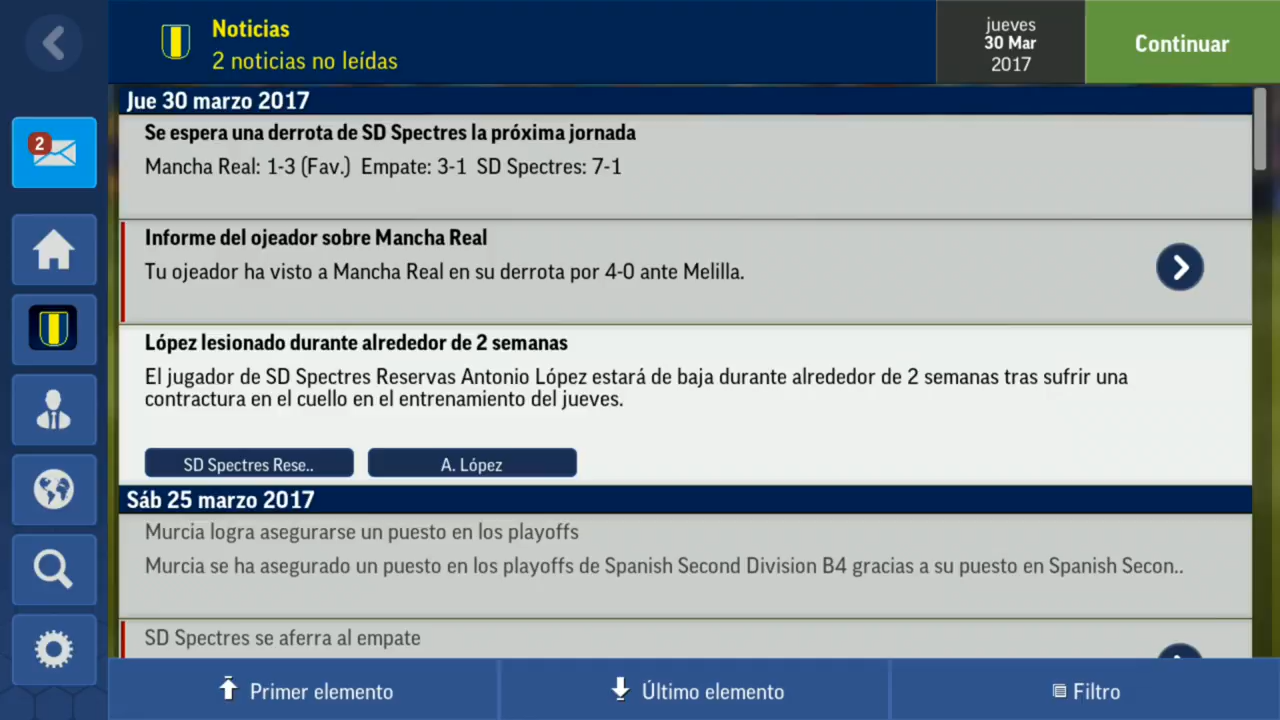 Noticias
2 noticias no leídas
jueves
30 Mar
2017
Continuar
2
Jue 30 marzo 2017
Se espera una derrota de SD Spectres la próxima jornada
Mancha Real: 1-3 (Fav.) Empate: 3-1 SD Spectres: 7-1
Informe del ojeador sobre Mancha Real
Tu ojeador ha visto a Mancha Real en su derrota por 4-0 ante Melilla.
López lesionado durante alrededor de 2 semanas
El jugador de SD Spectres Reservas Antonio López estará de baja durante alrededor de 2 semanas tras sufrir una
contractura en el cuello en el entrenamiento del jueves.
SD Spectres Rese..
A. López
Sáb 25 marzo 2017
Murcia logra asegurarse un puesto en los playoffs
Murcia se ha asegurado un puesto en los playoffs de Spanish Second Division B4 gracias a su puesto en Spanish Secon..
SD Spectres se aferra al empate
Primer elemento
Último elemento
Filtro